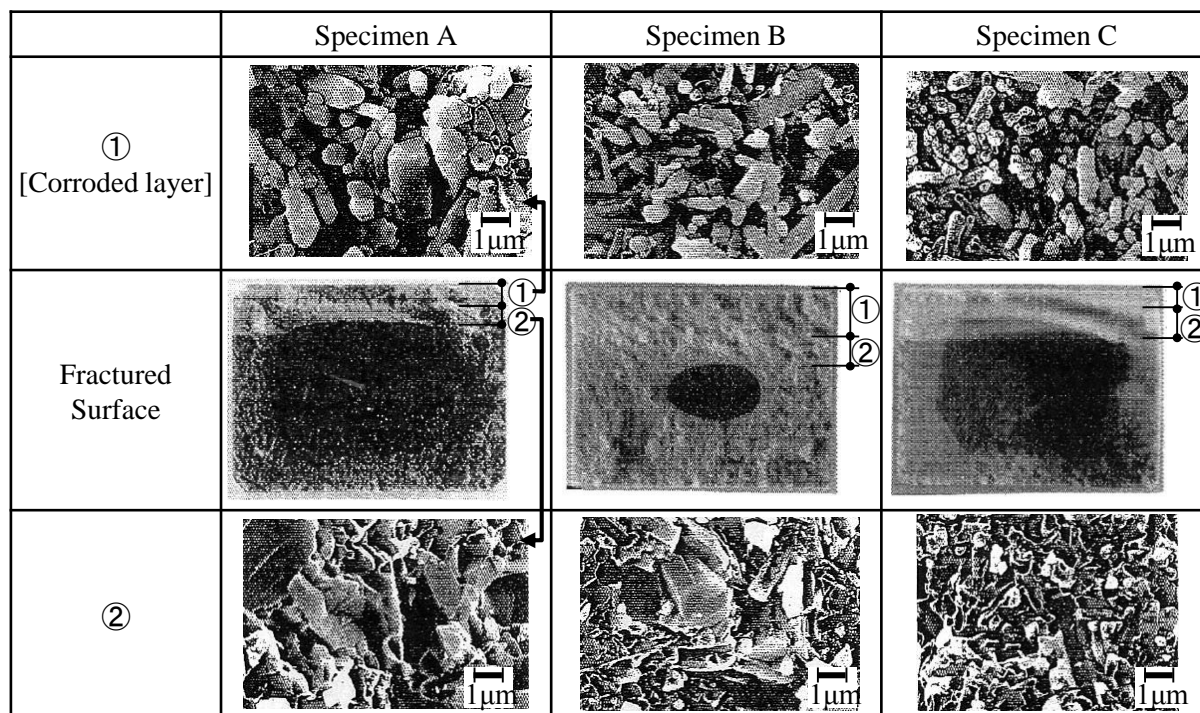 Specimen A
Specimen B
Specimen C
①
[Corroded layer]
1μm
1μm
1μm
Fractured
Surface
①
②
①
②
①
②
②
1μm
1μm
1μm